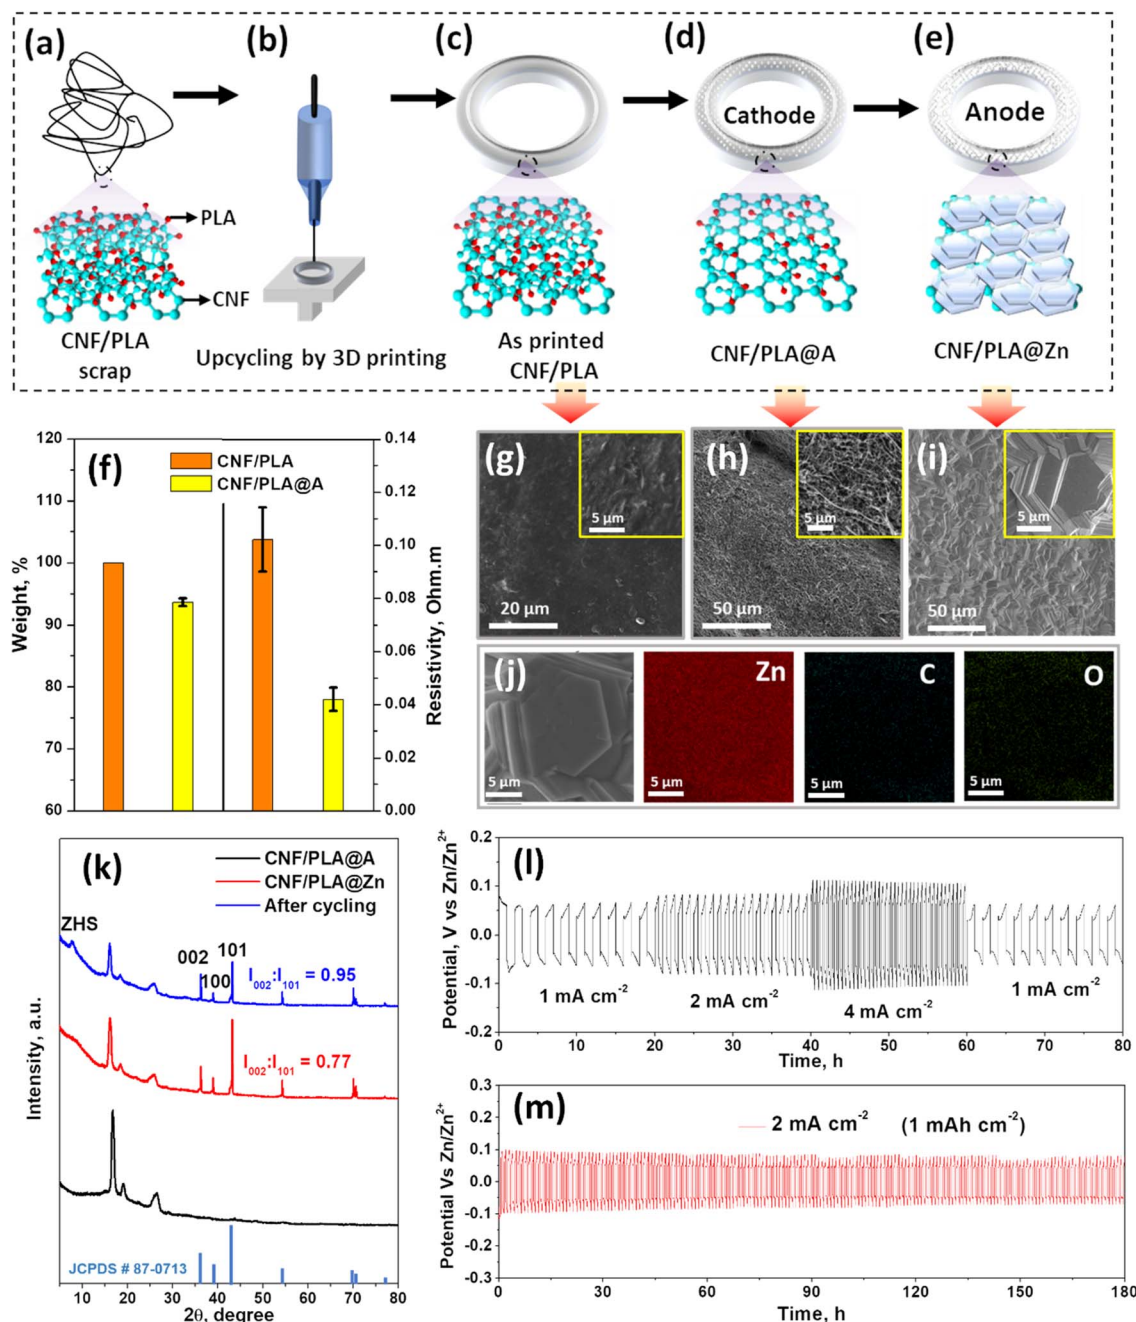 (a)
(b)
(c)
(d)
(e)
Cathode
Anode
PLA
CNF
CNF/PLA
scrap
Upcycling by 3D printing
As printed
CNF/PLA
CNF/PLA@A
CNF/PLA@Zn
(f)
CNF/PLA
CNF/PLA@A
Weight, %
120
110
100
90
80
70
60
Resistivity, Ohm.m
0.14
0.12
0.10
0.08
0.06
0.04
0.02
0.00
(g)
5 µm
20 µm
(h)
5 µm
50 µm
(i)
5 µm
50 µm
(j)
5 µm
Zn
5 µm
C
5 µm
O
5 µm
(k)
CNF/PLA@A
CNF/PLA@Zn
After cycling
ZHS
002
100
101
I₀₀₂:I₁₀₁ = 0.95
I₀₀₂:I₁₀₁ = 0.77
JCPDS # 87-0713
Intensity, a.u.
10 20 30 40 50 60 70 80
2θ, degree
(l)
Potential, V vs Zn/Zn²⁺
0.2
0.1
0.0
-0.1
-0.2
1 mA cm⁻²
2 mA cm⁻²
4 mA cm⁻²
1 mA cm⁻²
0 10 20 30 40 50 60 70 80
Time, h
(m)
2 mA cm⁻² (1 mAh cm⁻²)
Potential Vs Zn/Zn²⁺
0.3
0.2
0.1
0.0
-0.1
-0.2
-0.3
0 30 60 90 120 150 180
Time, h